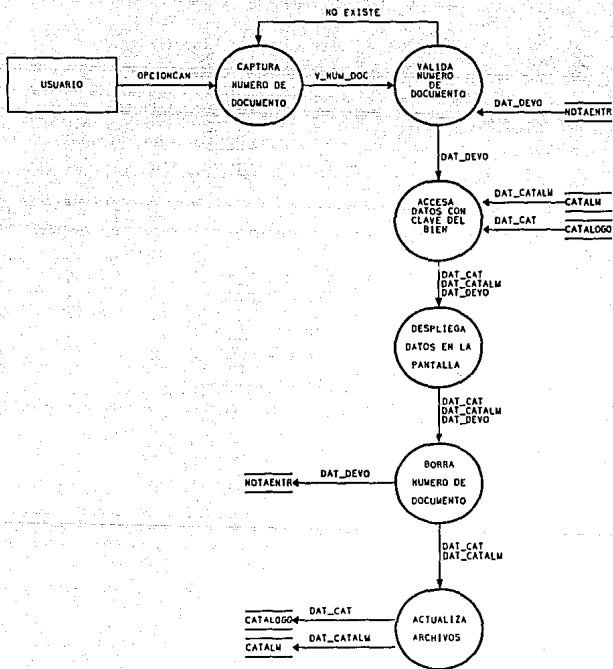 NO EXISTE
USUARIO
OPCIONCAN
CAPTURA
NUMERO DE
DOCUMENTO
V_NUM_DOC
VALIDA
NUMERO
DE
DOCUMENTO
DAT_DEVO
NOTAENTR
DAT_DEVO
ACCESA
DATOS CON
CLAVE DEL
BIEN
DAT_CATALM
CATALM
DAT_CAT
CATALOGO
DAT_CAT
DAT_CATALM
DAT_DEVO
DESPLIEGA
DATOS EN LA
PANTALLA
DAT_CAT
DAT_CATALM
DAT_DEVO
BORRA
NUMERO DE
DOCUMENTO
DAT_DEVO
NOTAENTR
DAT_CAT
DAT_CATALM
ACTUALIZA
ARCHIVOS
DAT_CAT
CATALOGO
DAT_CATALM
CATALM